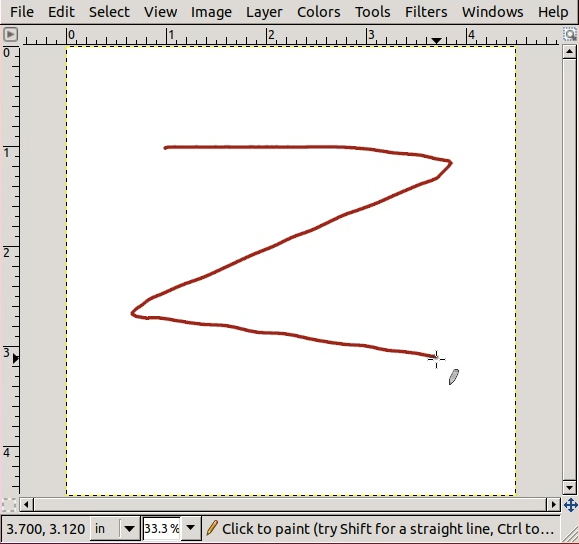 File Edit Select View Image Layer Colors Tools Filters Windows Help
0 1 2 3 4
0
1
2
3
4
3.700, 3.120 in 33.3 % Click to paint (try Shift for a straight line, Ctrl to...